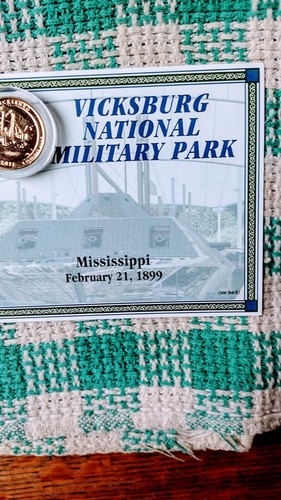 VICKSBURG
NATIONAL
MILITARY PARK
Mississippi
February 21, 1899
(see back)